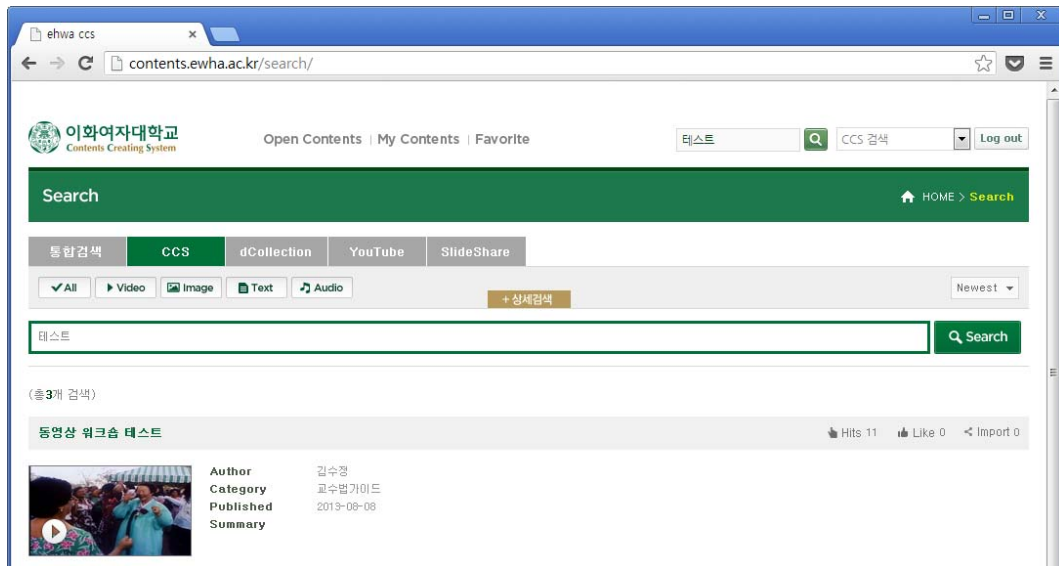 ehwa ccs
contents.ewha.ac.kr/search/
이화여자대학교
Contents Creating System
Open Contents | My Contents | Favorite
테스트
CCS 검색
Log out
Search
HOME > Search
통합검색 CCS dCollection YouTube SlideShare
All Video Image Text Audio
+ 상세검색
Newest
테스트
Search
(총3개 검색)
동영상 워크숍 테스트
Hits 11 Like 0 Import 0
Author 김수정
Category 교수법가이드
Published 2013-08-08
Summary